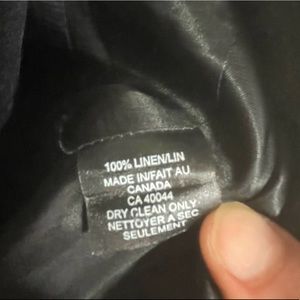 100% LINEN/LIN
MADE IN/FAIT AU
CANADA
CA 40044
DRY CLEAN ONLY
NETTOYER A SEC
SEULEMENT